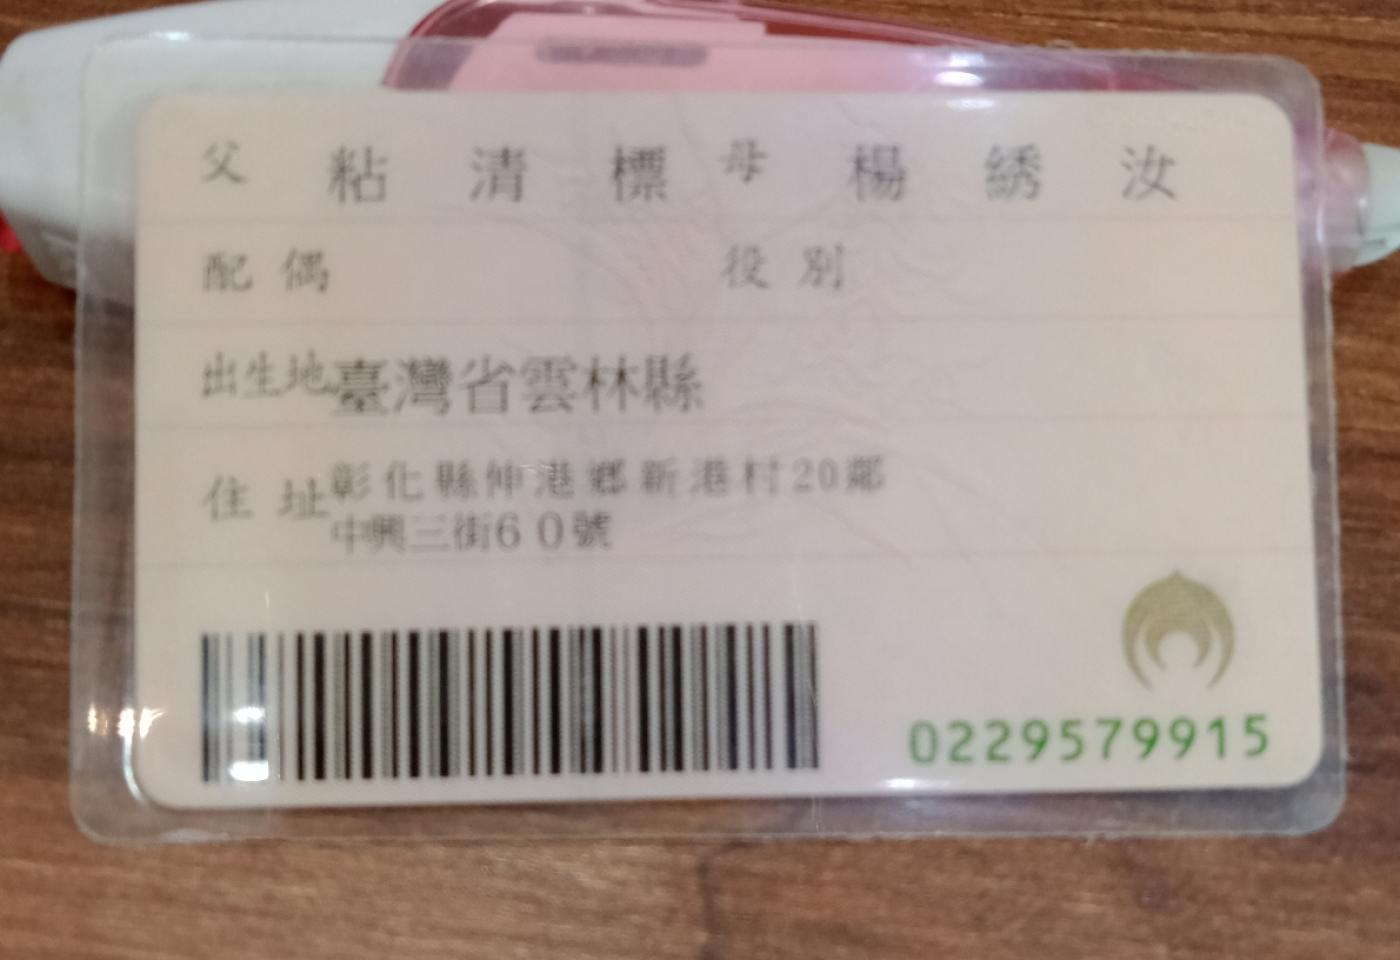 父 粘清標 母 楊綉汝
配偶 役別
出生地 臺灣省雲林縣
住址 彰化縣伸港鄉新港村20鄰
中興三街60號
0229579915